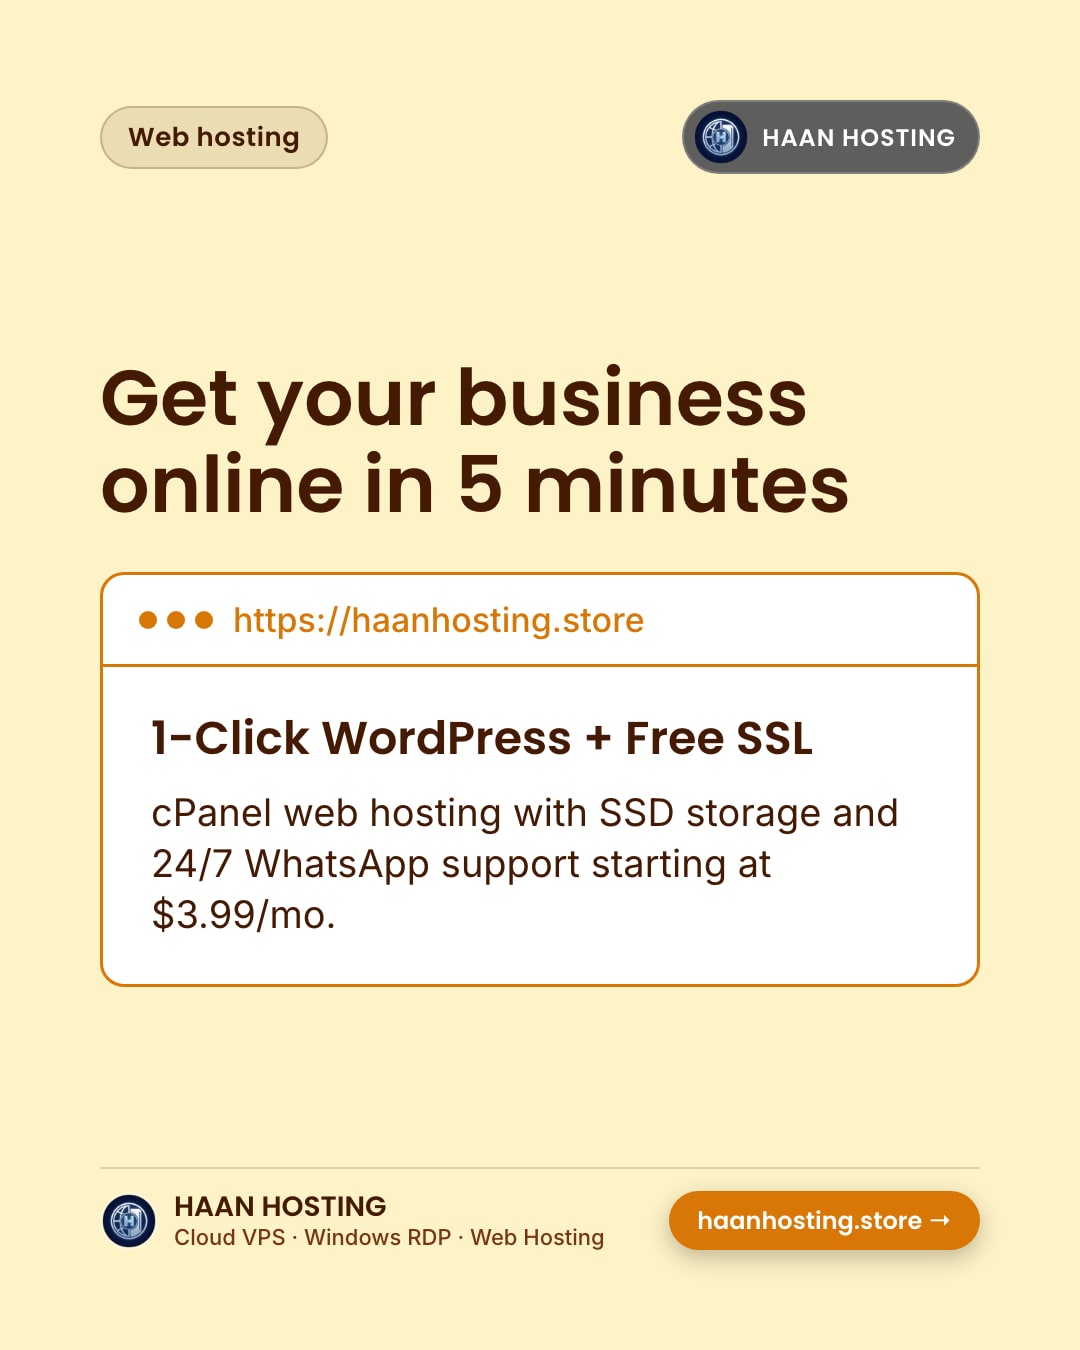 Web hosting
HAAN HOSTING
Get your business
online in 5 minutes
https://haanhosting.store
1-Click WordPress + Free SSL
cPanel web hosting with SSD storage and
24/7 WhatsApp support starting at
$3.99/mo.
HAAN HOSTING
Cloud VPS · Windows RDP · Web Hosting
haanhosting.store →